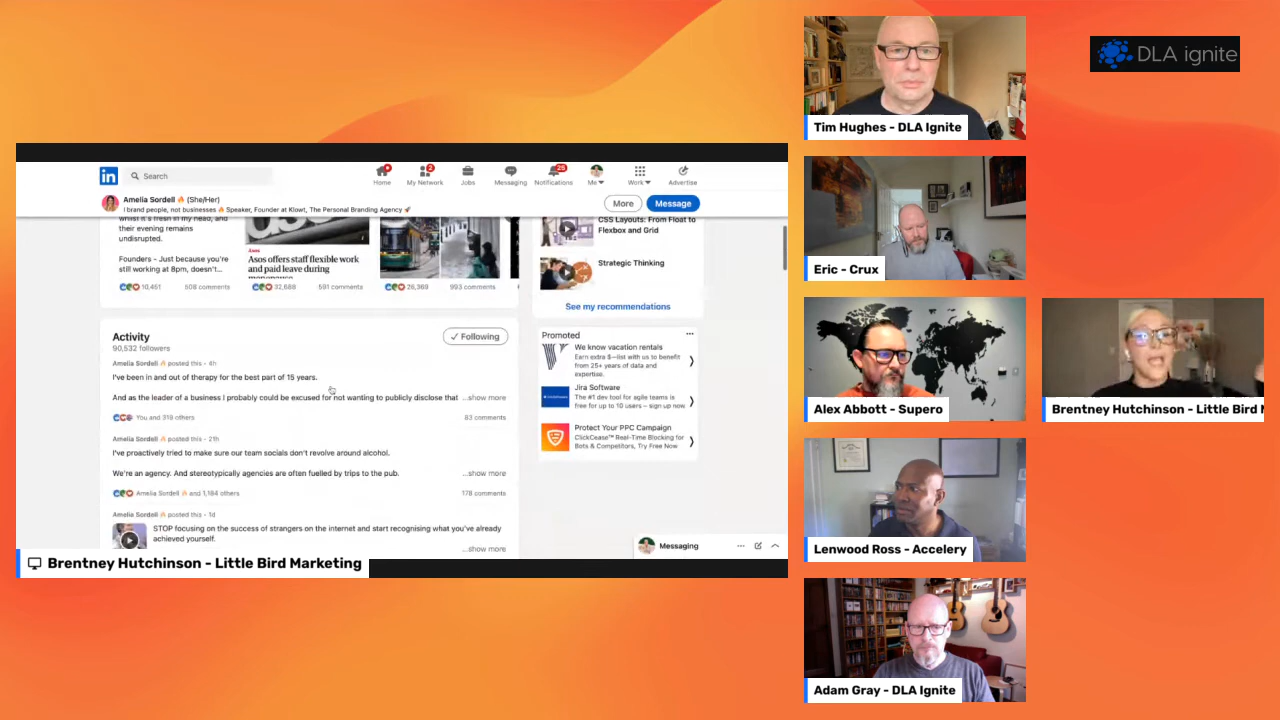 DLA ignite
in
Search
Home
My Network
Jobs
Messaging
Notifications
Me
Work
Advertise
9
2
25
Amelia Sordell 🔥 (She/Her)
I brand people, not businesses 🔥 Speaker, Founder at Klowt, The Personal Branding Agency 🚀
More
Message
whilst it's fresh in my head, and
their evening remains
undisrupted.
Founders - Just because you're
still working at 8pm, doesn't...
10,451
608 comments
Asos
Asos offers staff flexible work
and paid leave during
menopause
32,688
591 comments
26,369
993 comments
CSS Layouts: From Float to
Flexbox and Grid
Strategic Thinking
See my recommendations
Activity
90,532 followers
✓ Following
Amelia Sordell 🔥 posted this • 4h
I've been in and out of therapy for the best part of 15 years.
And as the leader of a business I probably could be excused for not wanting to publicly disclose that ...show more
You and 319 others
83 comments
Amelia Sordell 🔥 posted this • 21h
I've proactively tried to make sure our team socials don't revolve around alcohol.
We're an agency. And stereotypically agencies are often fuelled by trips to the pub. ...show more
Amelia Sordell 🔥 and 1,184 others
178 comments
Amelia Sordell 🔥 posted this • 1d
STOP focusing on the success of strangers on the internet and start recognising what you've already
achieved yourself.
...show more
Promoted
We know vacation rentals
Earn extra $—list with us to benefit
from 25+ years of data and
expertise.
Jira Software
The #1 dev tool for agile teams is
free for up to 10 users – sign up now.
Protect Your PPC Campaign
ClickCease™ Real-Time Blocking for
Bots & Competitors, Try Free Now
Messaging
Brentney Hutchinson - Little Bird Marketing
Tim Hughes - DLA Ignite
Eric - Crux
Alex Abbott - Supero
Brentney Hutchinson - Little Bird
Lenwood Ross - Accelery
Adam Gray - DLA Ignite